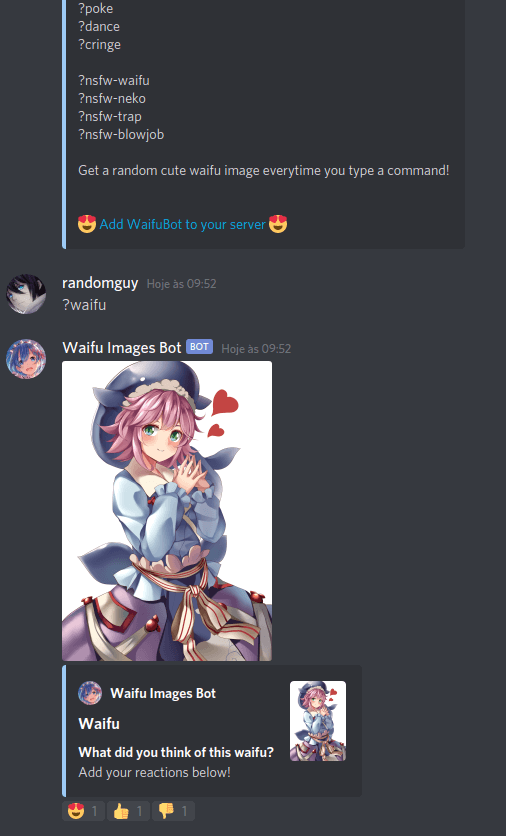 ?poke
?dance
?cringe
?nsfw-waifu
?nsfw-neko
?nsfw-trap
?nsfw-blowjob
Get a random cute waifu image everytime you type a command!
😍 Add WaifuBot to your server 😍
randomguy Hoje às 09:52
?waifu
Waifu Images Bot BOT Hoje às 09:52
Waifu Images Bot
Waifu
What did you think of this waifu?
Add your reactions below!
😍 1 👍 1 👎 1